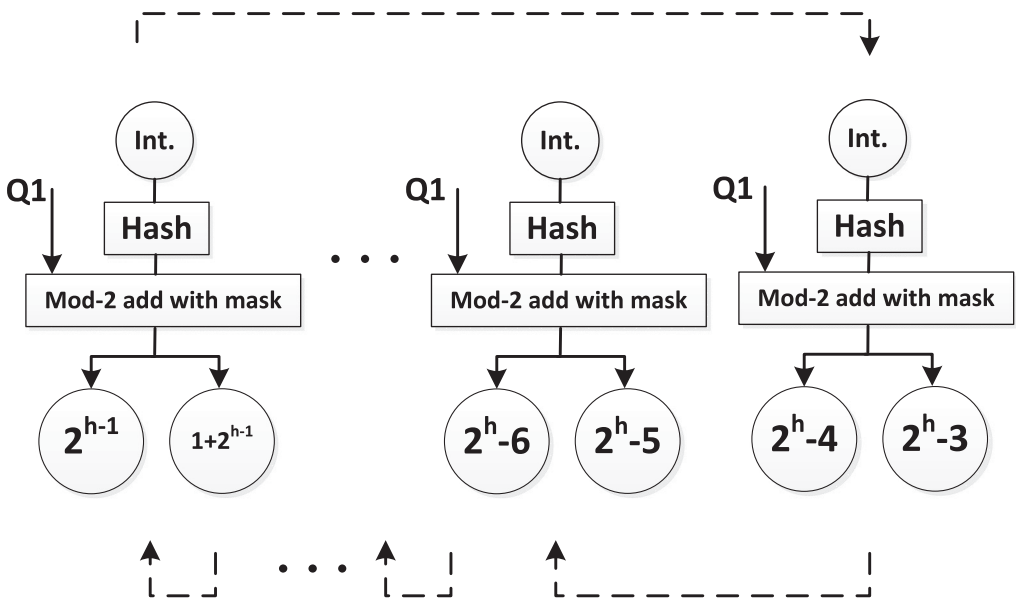 Int. Int. Int.
Q1 Q1 Q1
Hash Hash Hash
. . .
Mod-2 add with mask Mod-2 add with mask Mod-2 add with mask
2^h-1 1+2^h-1 2^h-6 2^h-5 2^h-4 2^h-3
. . .